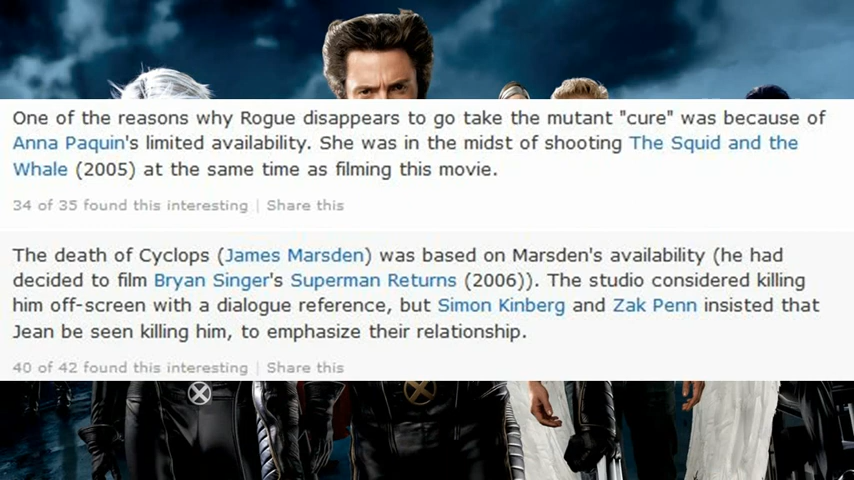 One of the reasons why Rogue disappears to go take the mutant "cure" was because of
Anna Paquin's limited availability. She was in the midst of shooting The Squid and the
Whale (2005) at the same time as filming this movie.
34 of 35 found this interesting | Share this
The death of Cyclops (James Marsden) was based on Marsden's availability (he had
decided to film Bryan Singer's Superman Returns (2006)). The studio considered killing
him off-screen with a dialogue reference, but Simon Kinberg and Zak Penn insisted that
Jean be seen killing him, to emphasize their relationship.
40 of 42 found this interesting | Share this